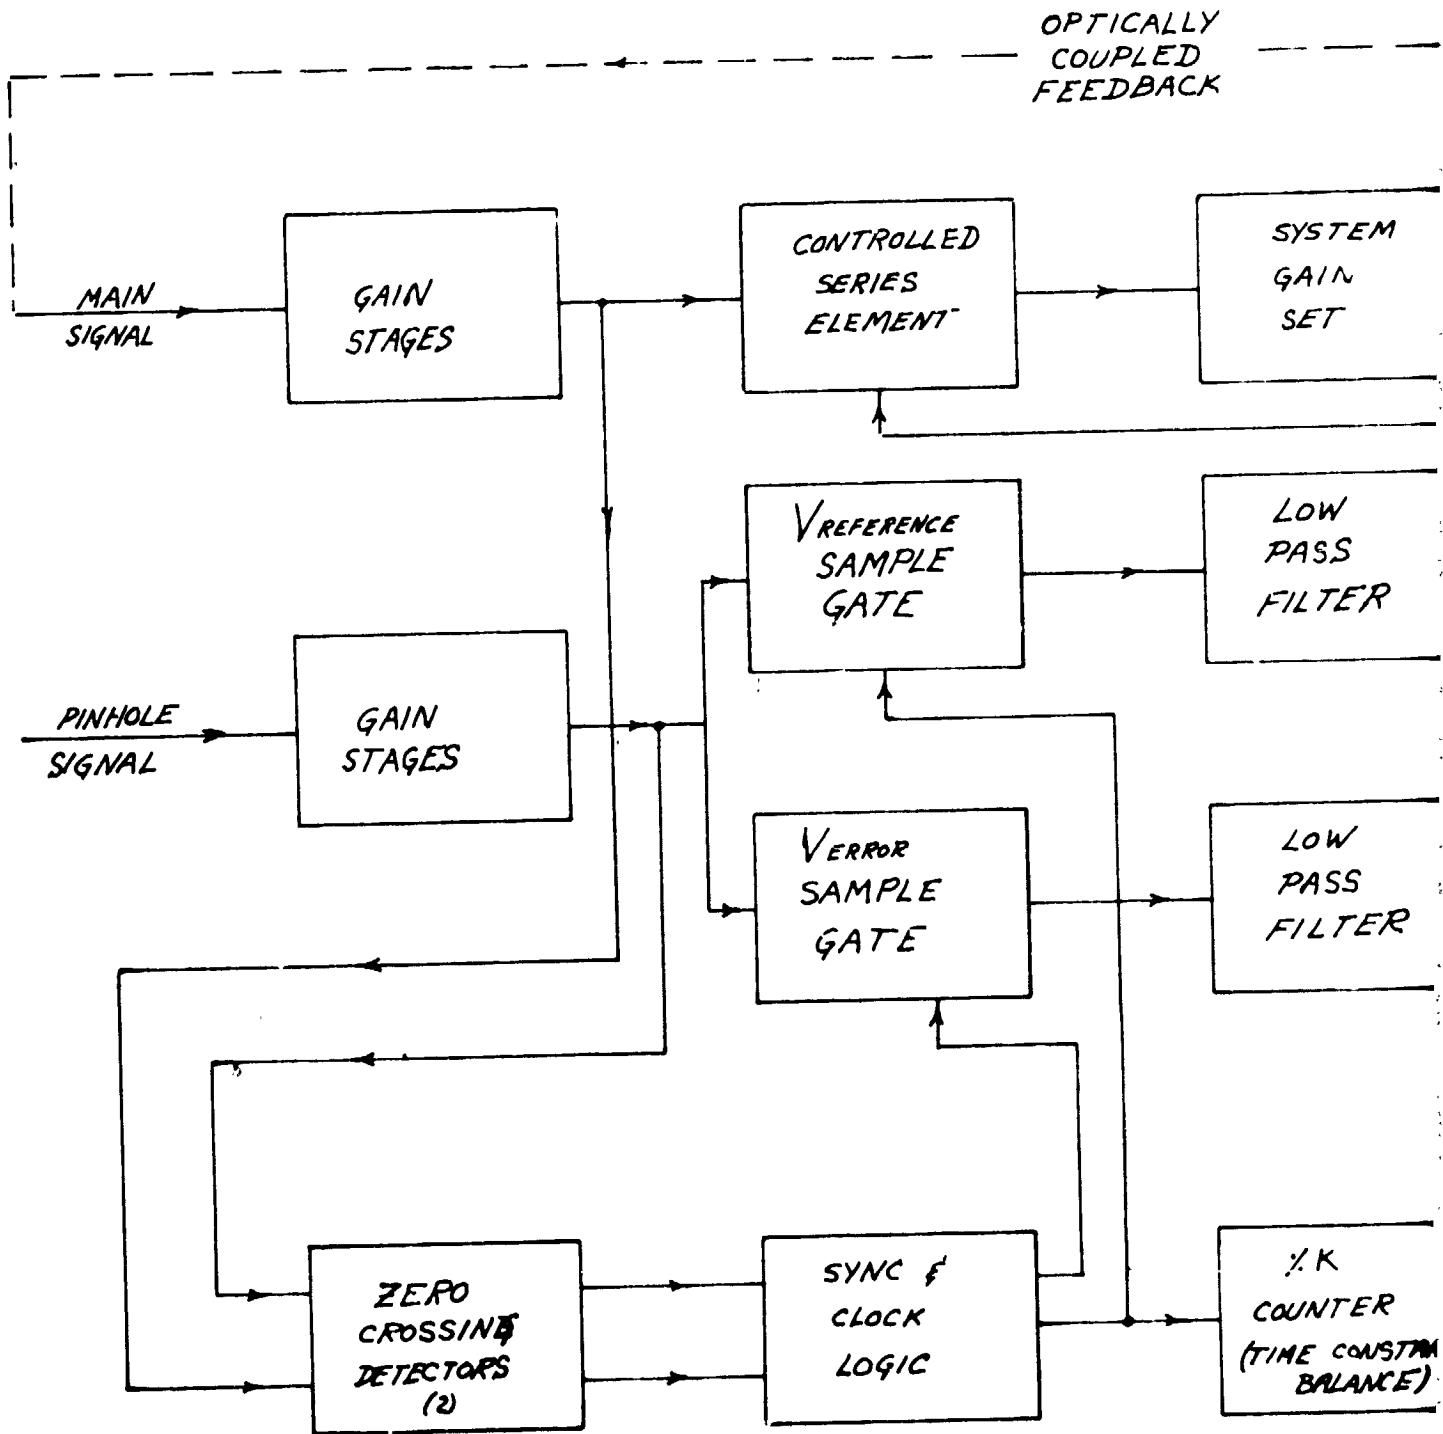 OPTICALLY
COUPLED
FEEDBACK
MAIN
SIGNAL
GAIN
STAGES
CONTROLLED
SERIES
ELEMENT
SYSTEM
GAIN
SET
VREFERENCE
SAMPLE
GATE
LOW
PASS
FILTER
PINHOLE
SIGNAL
GAIN
STAGES
VERROR
SAMPLE
GATE
LOW
PASS
FILTER
ZERO
CROSSING
DETECTORS
(2)
SYNC &
CLOCK
LOGIC
%K
COUNTER
(TIME
BALANCE)